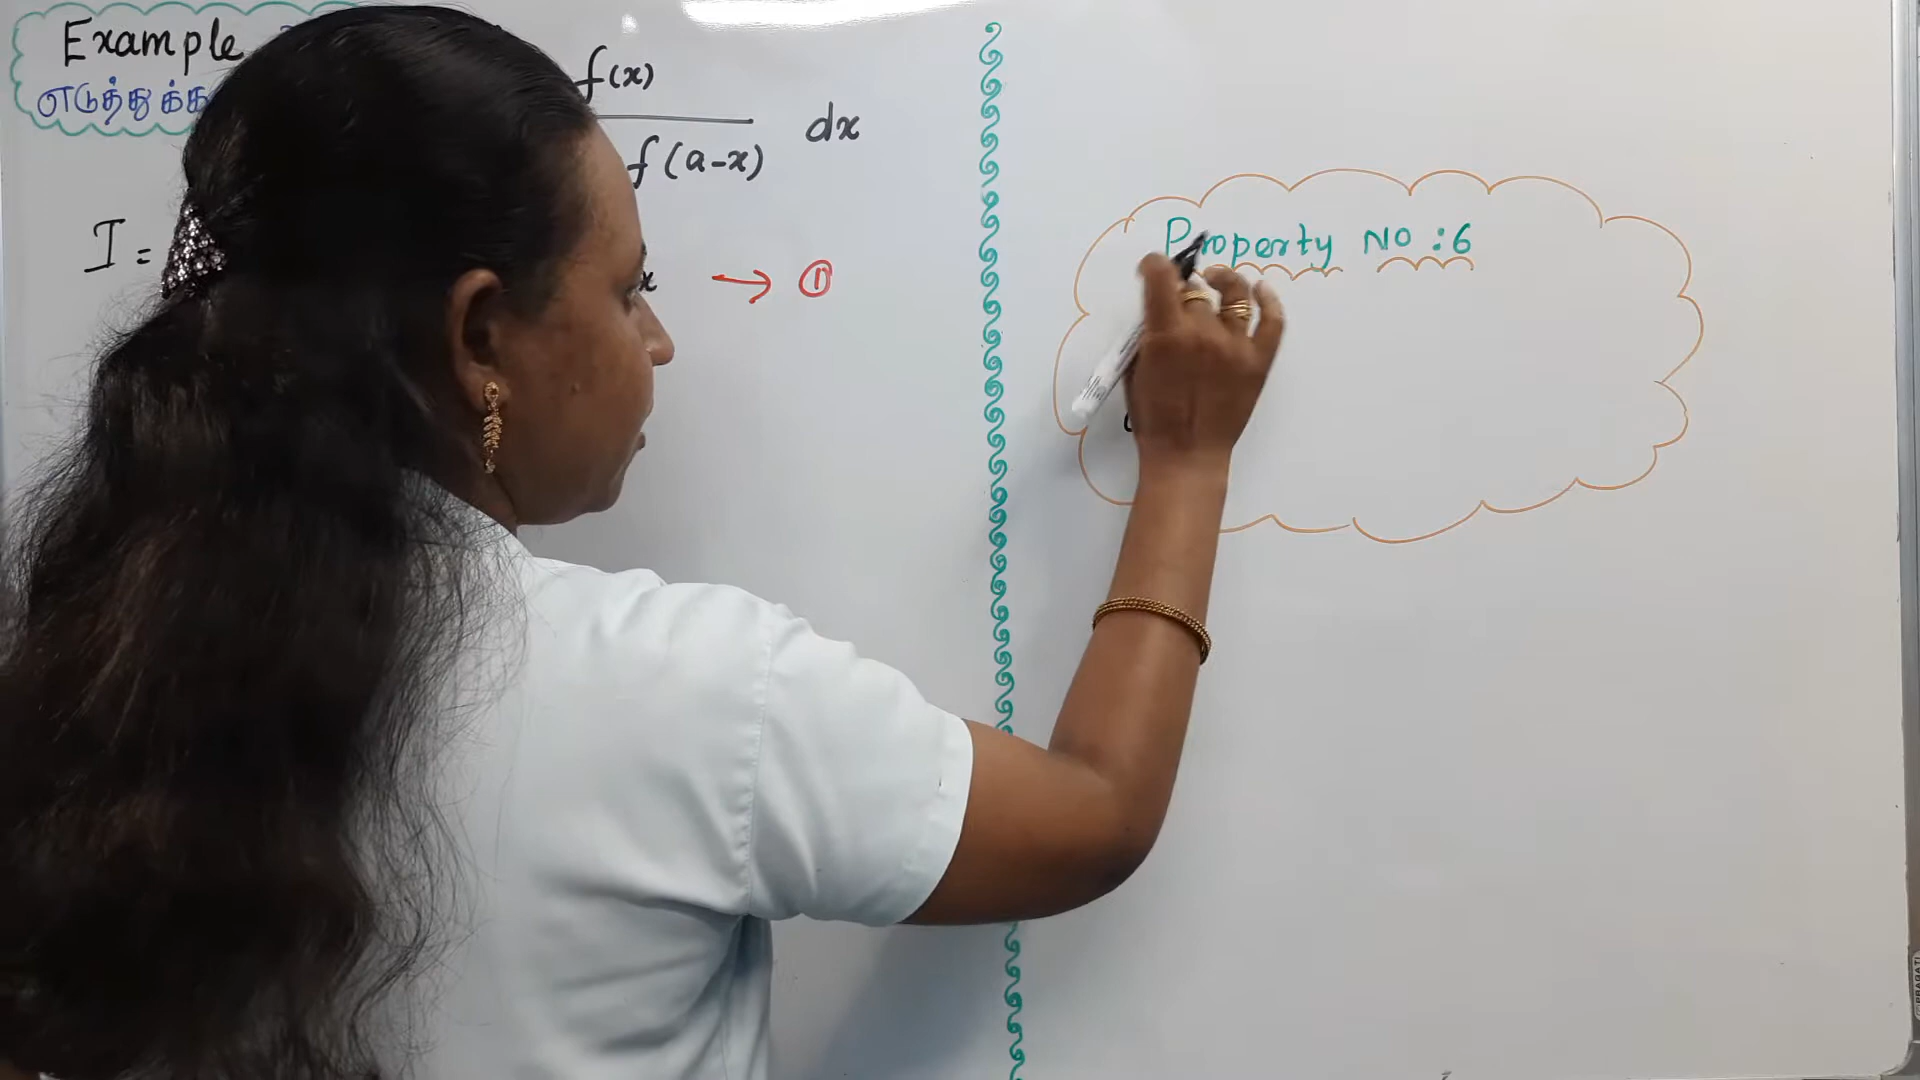 Example
எடுத்துக்க
f(x)
f(a-x) dx
I =
x → ①
Property No : 6